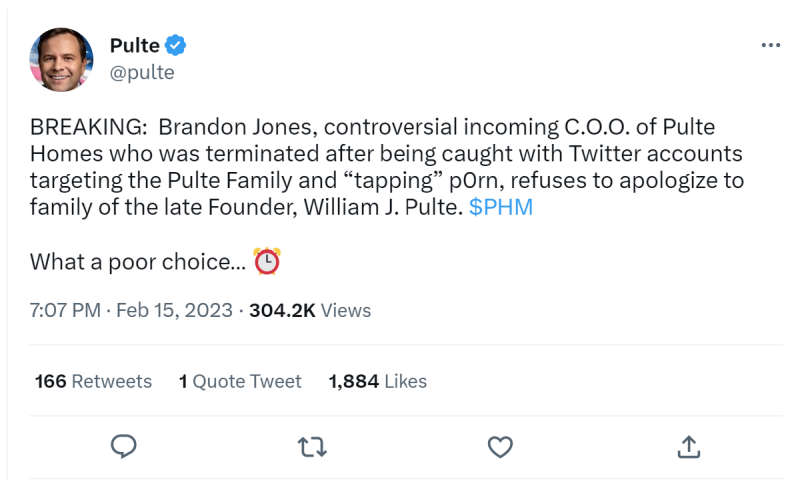 Pulte
@pulte
BREAKING:  Brandon Jones, controversial incoming C.O.O. of Pulte
Homes who was terminated after being caught with Twitter accounts
targeting the Pulte Family and “tapping” p0rn, refuses to apologize to
family of the late Founder, William J. Pulte. $PHM
What a poor choice... ⏰
7:07 PM · Feb 15, 2023 · 304.2K Views
166 Retweets 1 Quote Tweet 1,884 Likes